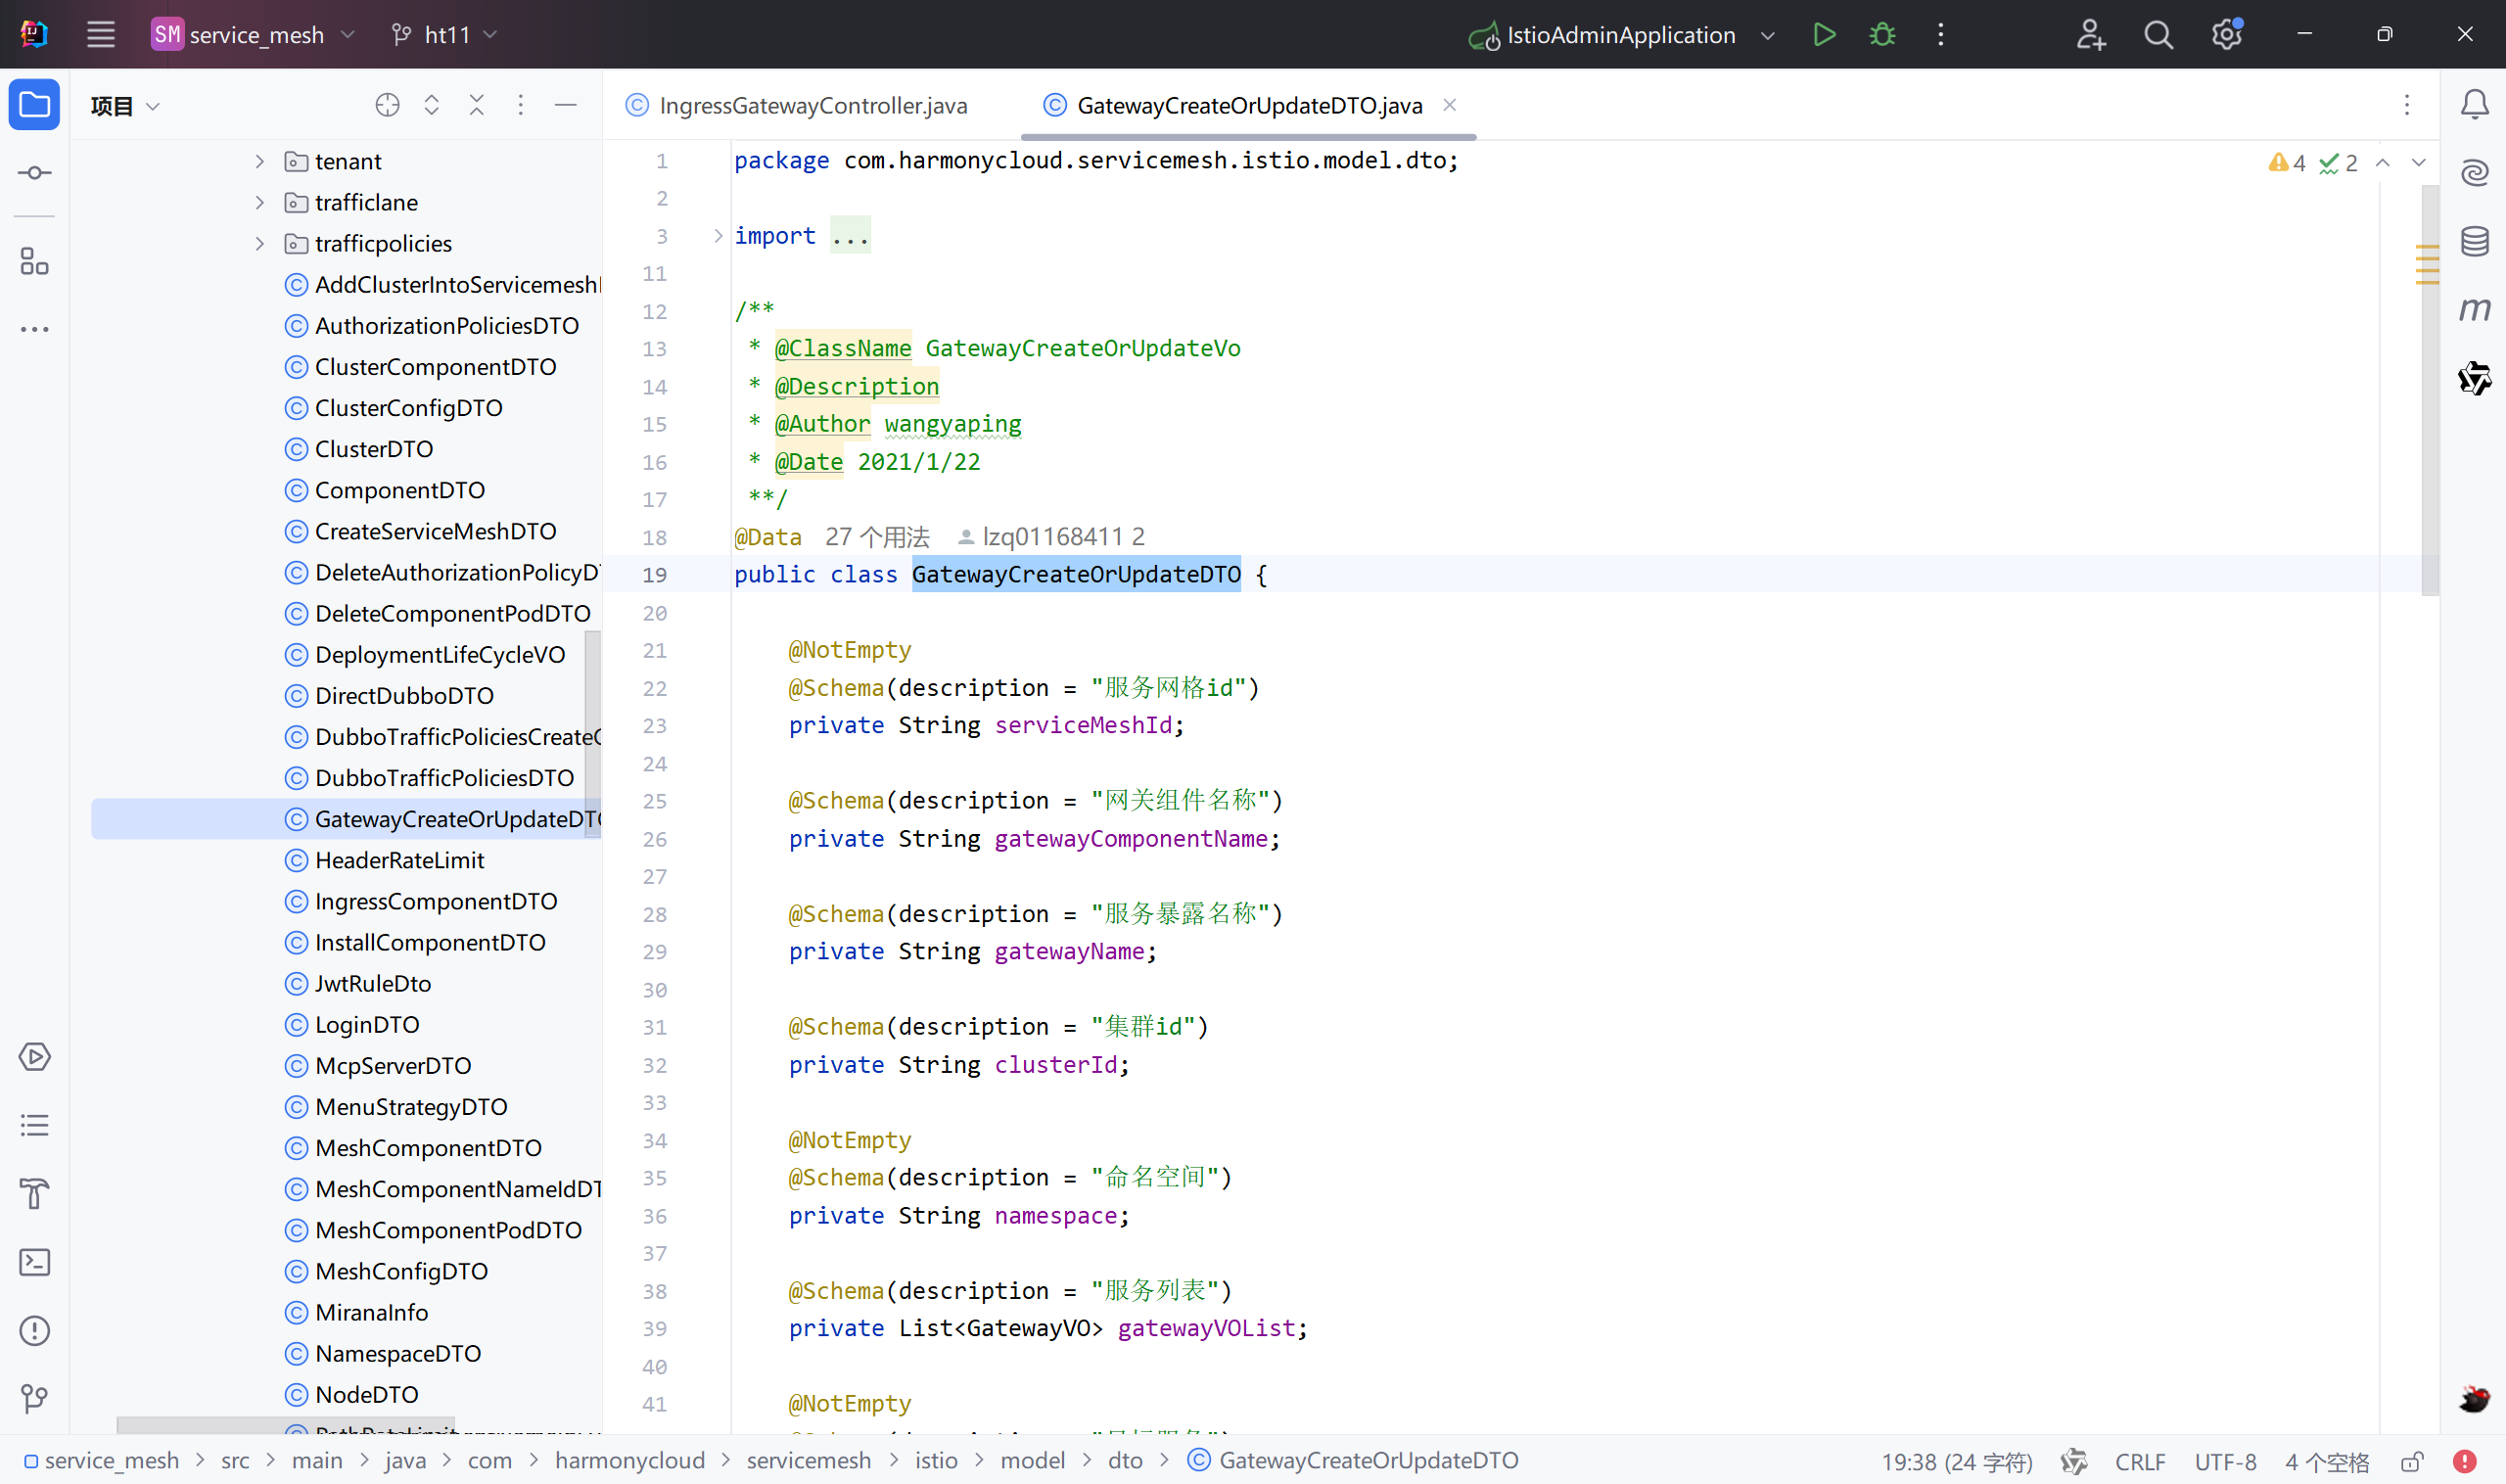 SM service_mesh
ht11
IstioAdminApplication
项目
IngressGatewayController.java
GatewayCreateOrUpdateDTO.java
tenant
trafficlane
trafficpolicies
AddClusterIntoServicemesh
AuthorizationPoliciesDTO
ClusterComponentDTO
ClusterConfigDTO
ClusterDTO
ComponentDTO
CreateServiceMeshDTO
DeleteAuthorizationPolicyD
DeleteComponentPodDTO
DeploymentLifeCycleVO
DirectDubboDTO
DubboTrafficPoliciesCreate
DubboTrafficPoliciesDTO
GatewayCreateOrUpdateDTO
HeaderRateLimit
IngressComponentDTO
InstallComponentDTO
JwtRuleDto
LoginDTO
McpServerDTO
MenuStrategyDTO
MeshComponentDTO
MeshComponentNameIdDT
MeshComponentPodDTO
MeshConfigDTO
MiranaInfo
NamespaceDTO
NodeDTO
4 2
1 package com.harmonycloud.servicemesh.istio.model.dto;
2
3 import ...
11
12 /**
13 * @ClassName GatewayCreateOrUpdateVo
14 * @Description
15 * @Author wangyaping
16 * @Date 2021/1/22
17 **/
18 @Data 27 个用法 lzq01168411 2
19 public class GatewayCreateOrUpdateDTO {
20
21 @NotEmpty
22 @Schema(description = "服务网格id")
23 private String serviceMeshId;
24
25 @Schema(description = "网关组件名称")
26 private String gatewayComponentName;
27
28 @Schema(description = "服务暴露名称")
29 private String gatewayName;
30
31 @Schema(description = "集群id")
32 private String clusterId;
33
34 @NotEmpty
35 @Schema(description = "命名空间")
36 private String namespace;
37
38 @Schema(description = "服务列表")
39 private List<GatewayVO> gatewayVOList;
40
41 @NotEmpty
service_mesh > src > main > java > com > harmonycloud > servicemesh > istio > model > dto > GatewayCreateOrUpdateDTO
19:38 (24 字符) CRLF UTF-8 4 个空格